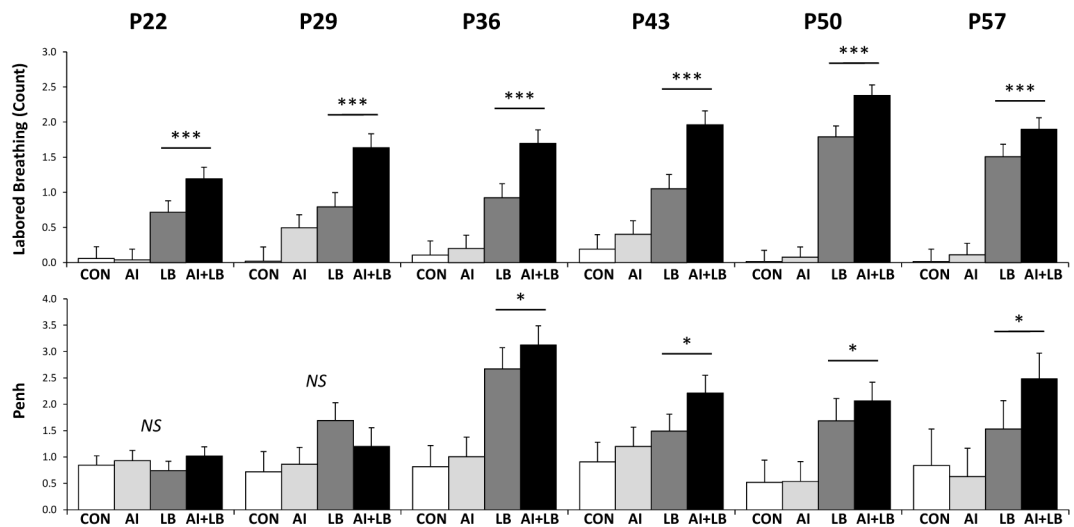 P22 P29 P36 P43 P50 P57
Labored Breathing (Count)
3.0
2.5
2.0
1.5
1.0
0.5
0.0
*** *** *** *** *** ***
CON AI LB AI+LB CON AI LB AI+LB CON AI LB AI+LB CON AI LB AI+LB CON AI LB AI+LB CON AI LB AI+LB
Penh
4.0
3.5
3.0
2.5
2.0
1.5
1.0
0.5
0.0
NS NS * * * *
CON AI LB AI+LB CON AI LB AI+LB CON AI LB AI+LB CON AI LB AI+LB CON AI LB AI+LB CON AI LB AI+LB